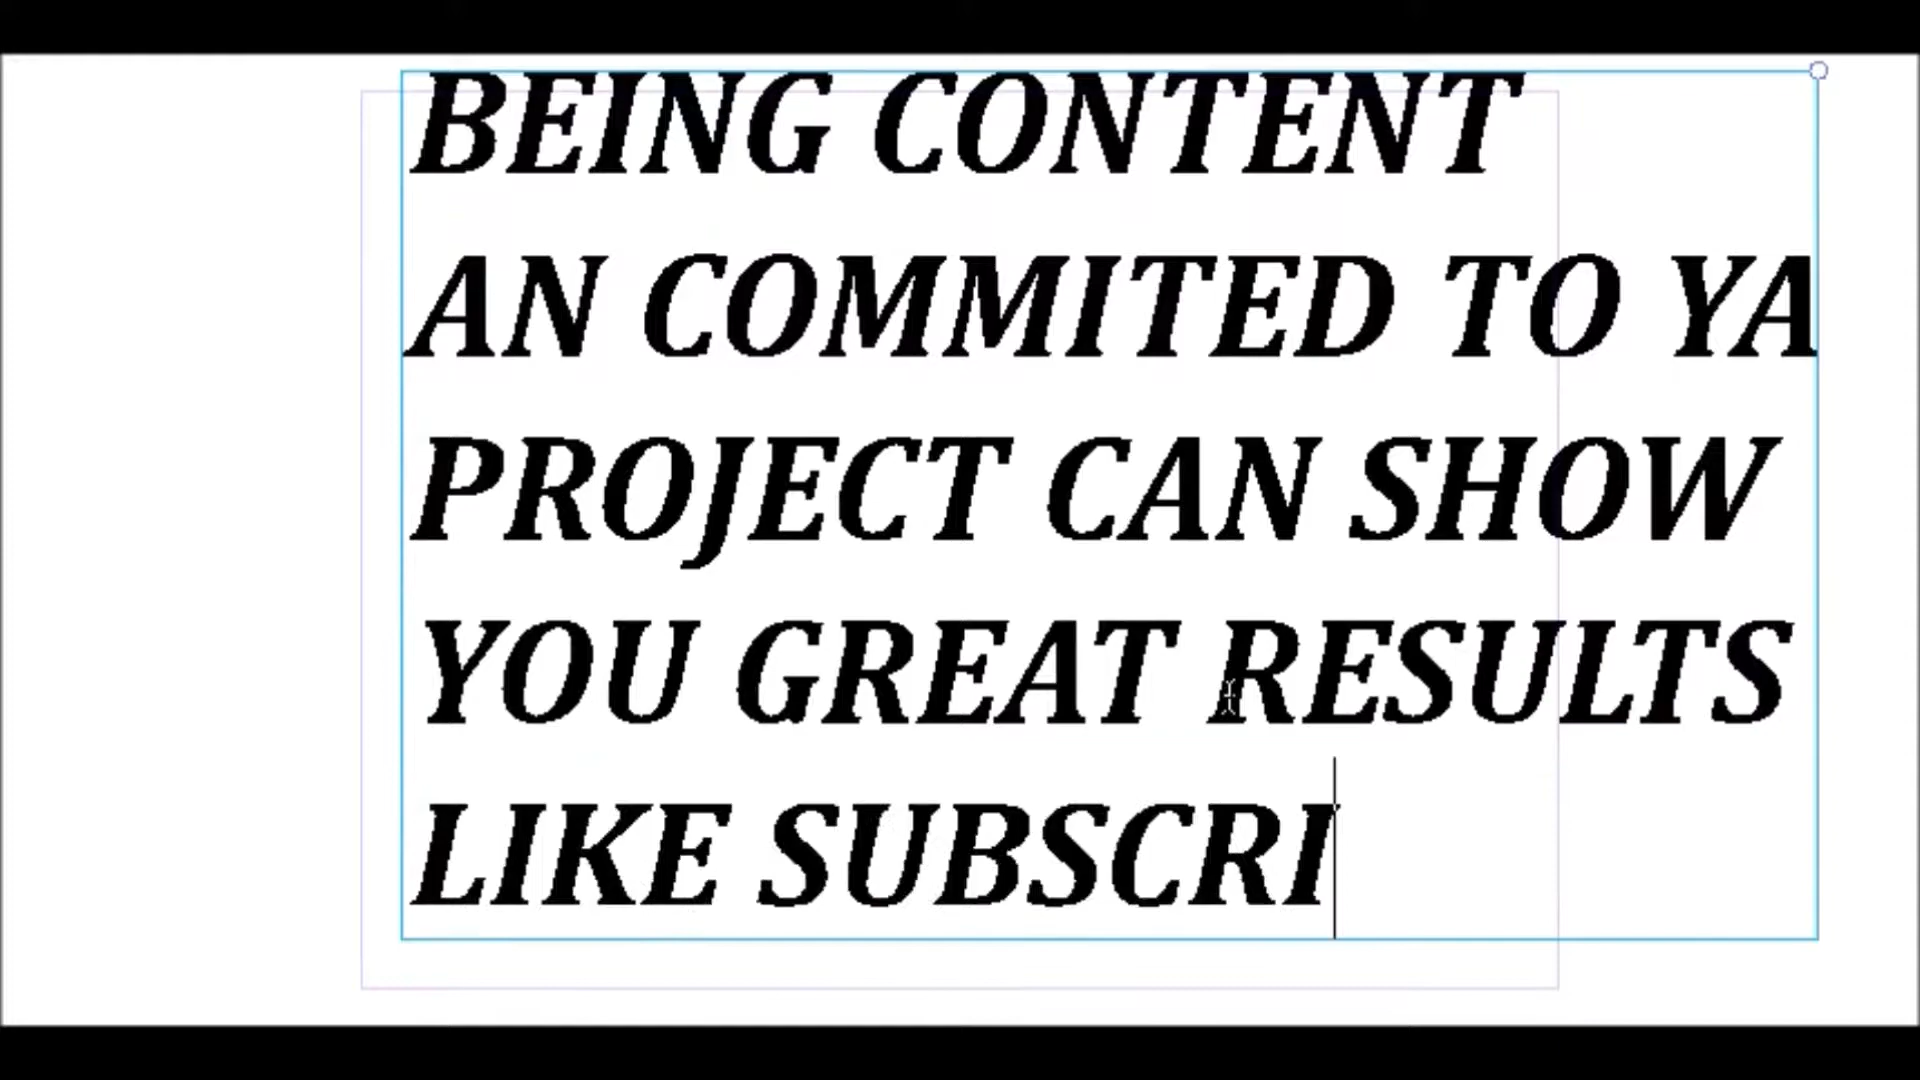 BEING CONTENT
AN COMMITED TO YA
PROJECT CAN SHOW
YOU GREAT RESULTS
LIKE SUBSCRI